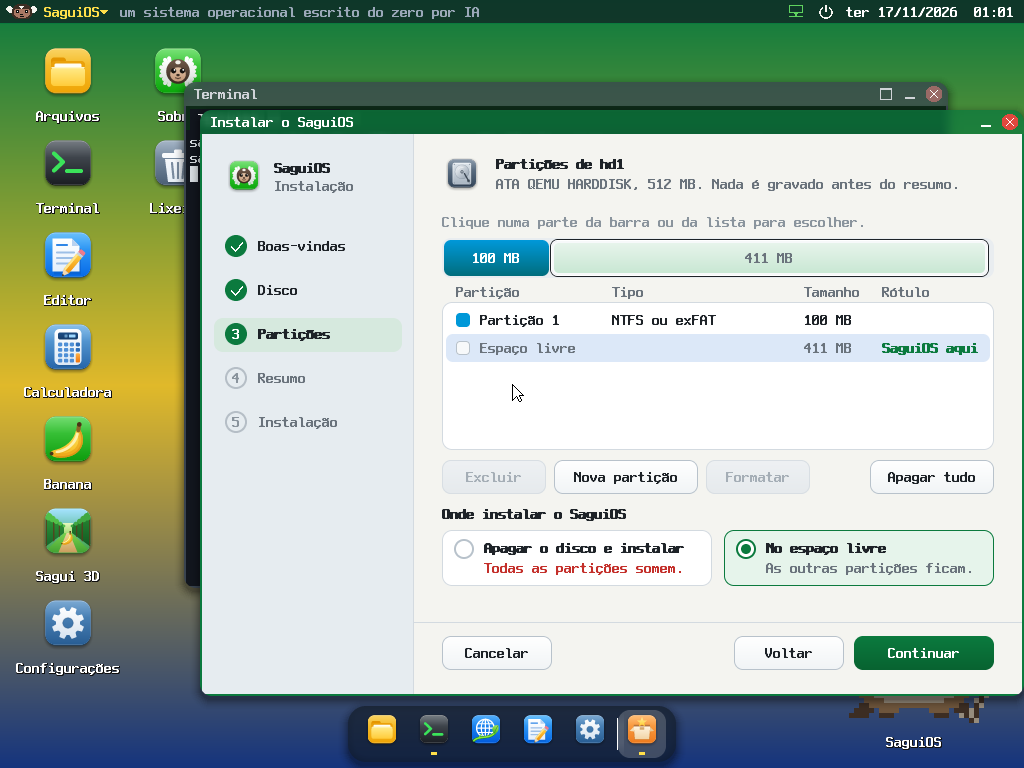 SaguiOS um sistema operacional escrito do zero por IA ter 17/11/2026 01:01
Arquivos
Terminal
Editor
Calculadora
Banana
Sagui 3D
Configurações
Terminal
Instalar o SaguiOS
SaguiOS
Instalação
Boas-vindas
Disco
3 Partições
4 Resumo
5 Instalação
Partições de hd1
ATA QEMU HARDDISK, 512 MB. Nada é gravado antes do resumo.
Clique numa parte da barra ou da lista para escolher.
100 MB 411 MB
Partição Tipo Tamanho Rótulo
Partição 1 NTFS ou exFAT 100 MB
Espaço livre 411 MB SaguiOS aqui
Excluir Nova partição Formatar Apagar tudo
Onde instalar o SaguiOS
Apagar o disco e instalar
Todas as partições somem.
No espaço livre
As outras partições ficam.
Cancelar Voltar Continuar
SaguiOS